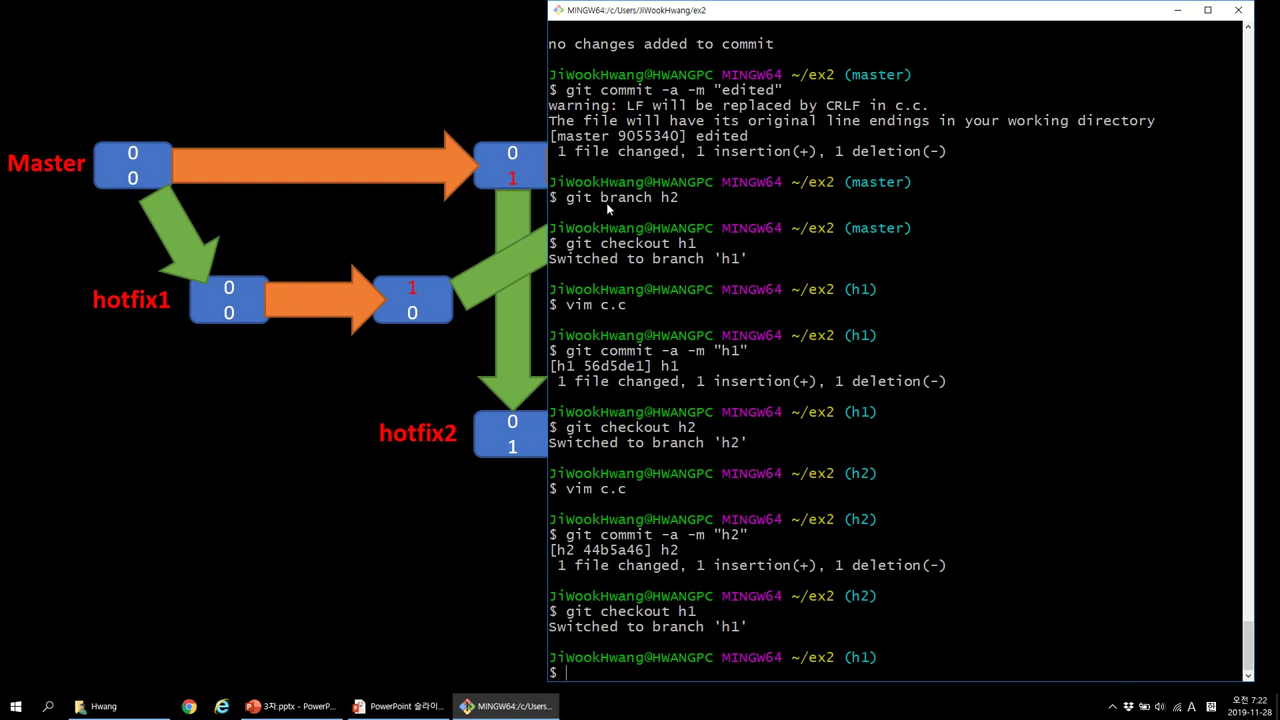 MINGW64:/c/Users/JiWookHwang/ex2
no changes added to commit
JiWookHwang@HWANGPC MINGW64 ~/ex2 (master)
$ git commit -a -m "edited"
warning: LF will be replaced by CRLF in c.c.
The file will have its original line endings in your working directory
[master 9055340] edited
1 file changed, 1 insertion(+), 1 deletion(-)
JiWookHwang@HWANGPC MINGW64 ~/ex2 (master)
$ git branch h2
JiWookHwang@HWANGPC MINGW64 ~/ex2 (master)
$ git checkout h1
Switched to branch 'h1'
JiWookHwang@HWANGPC MINGW64 ~/ex2 (h1)
$ vim c.c
JiWookHwang@HWANGPC MINGW64 ~/ex2 (h1)
$ git commit -a -m "h1"
[h1 56d5de1] h1
1 file changed, 1 insertion(+), 1 deletion(-)
JiWookHwang@HWANGPC MINGW64 ~/ex2 (h1)
$ git checkout h2
Switched to branch 'h2'
JiWookHwang@HWANGPC MINGW64 ~/ex2 (h2)
$ vim c.c
JiWookHwang@HWANGPC MINGW64 ~/ex2 (h2)
$ git commit -a -m "h2"
[h2 44b5a46] h2
1 file changed, 1 insertion(+), 1 deletion(-)
JiWookHwang@HWANGPC MINGW64 ~/ex2 (h2)
$ git checkout h1
Switched to branch 'h1'
JiWookHwang@HWANGPC MINGW64 ~/ex2 (h1)
$
Master
0
0
0
1
hotfix1
0
0
1
0
hotfix2
0
1
Hwang
3차.pptx - PowerP...
PowerPoint 슬라이...
MINGW64:/c/Users...
A
오전 7:22
2019-11-28